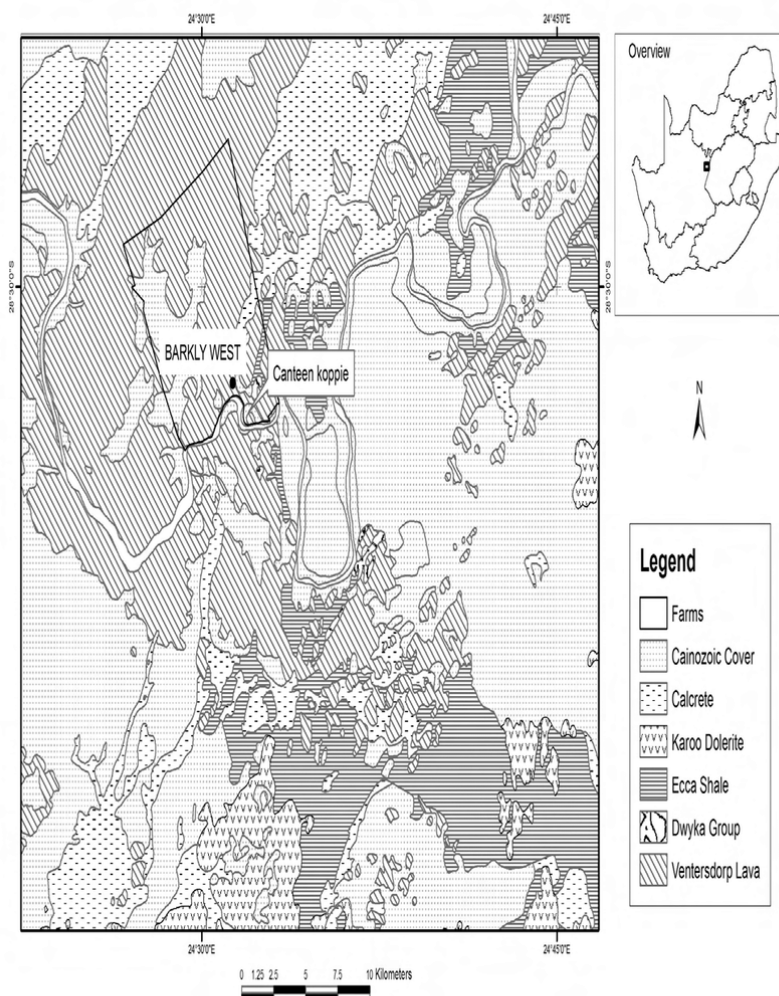 24°30'0"E
24°45'0"E
Overview
28°30'0"S
28°30'0"S
BARKLY WEST
Canteen koppie
N
Legend
Farms
Cainozoic Cover
Calcrete
Karoo Dolerite
Ecca Shale
Dwyka Group
Ventersdorp Lava
24°30'0"E
24°45'0"E
0 1.25 2.5 5 7.5 10 Kilometers